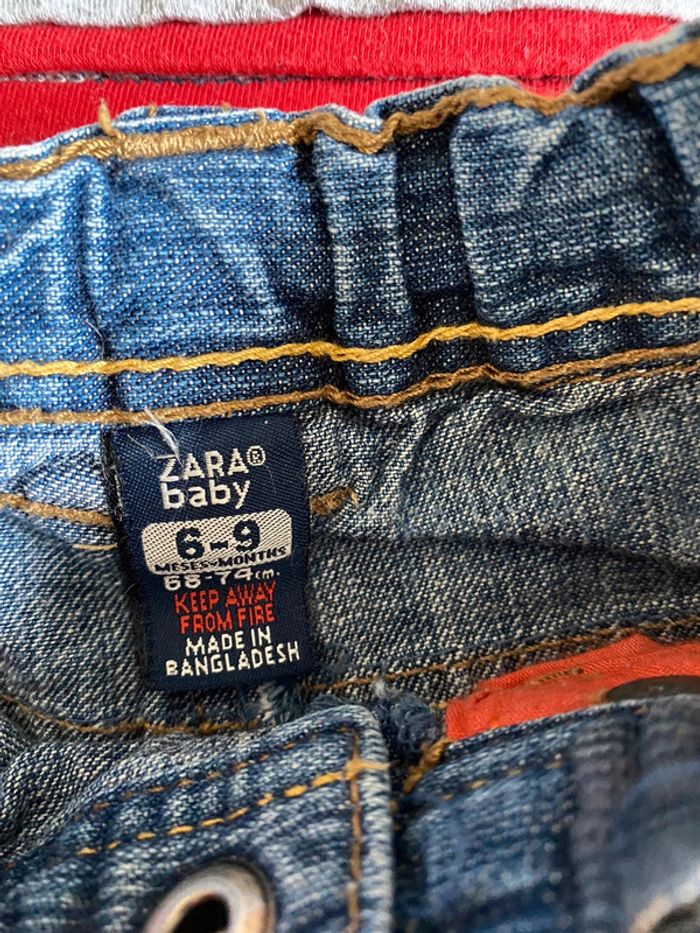 ZARA®
baby
6-9
MESES-MONTHS
68-74cm.
KEEP AWAY
FROM FIRE
MADE IN
BANGLADESH